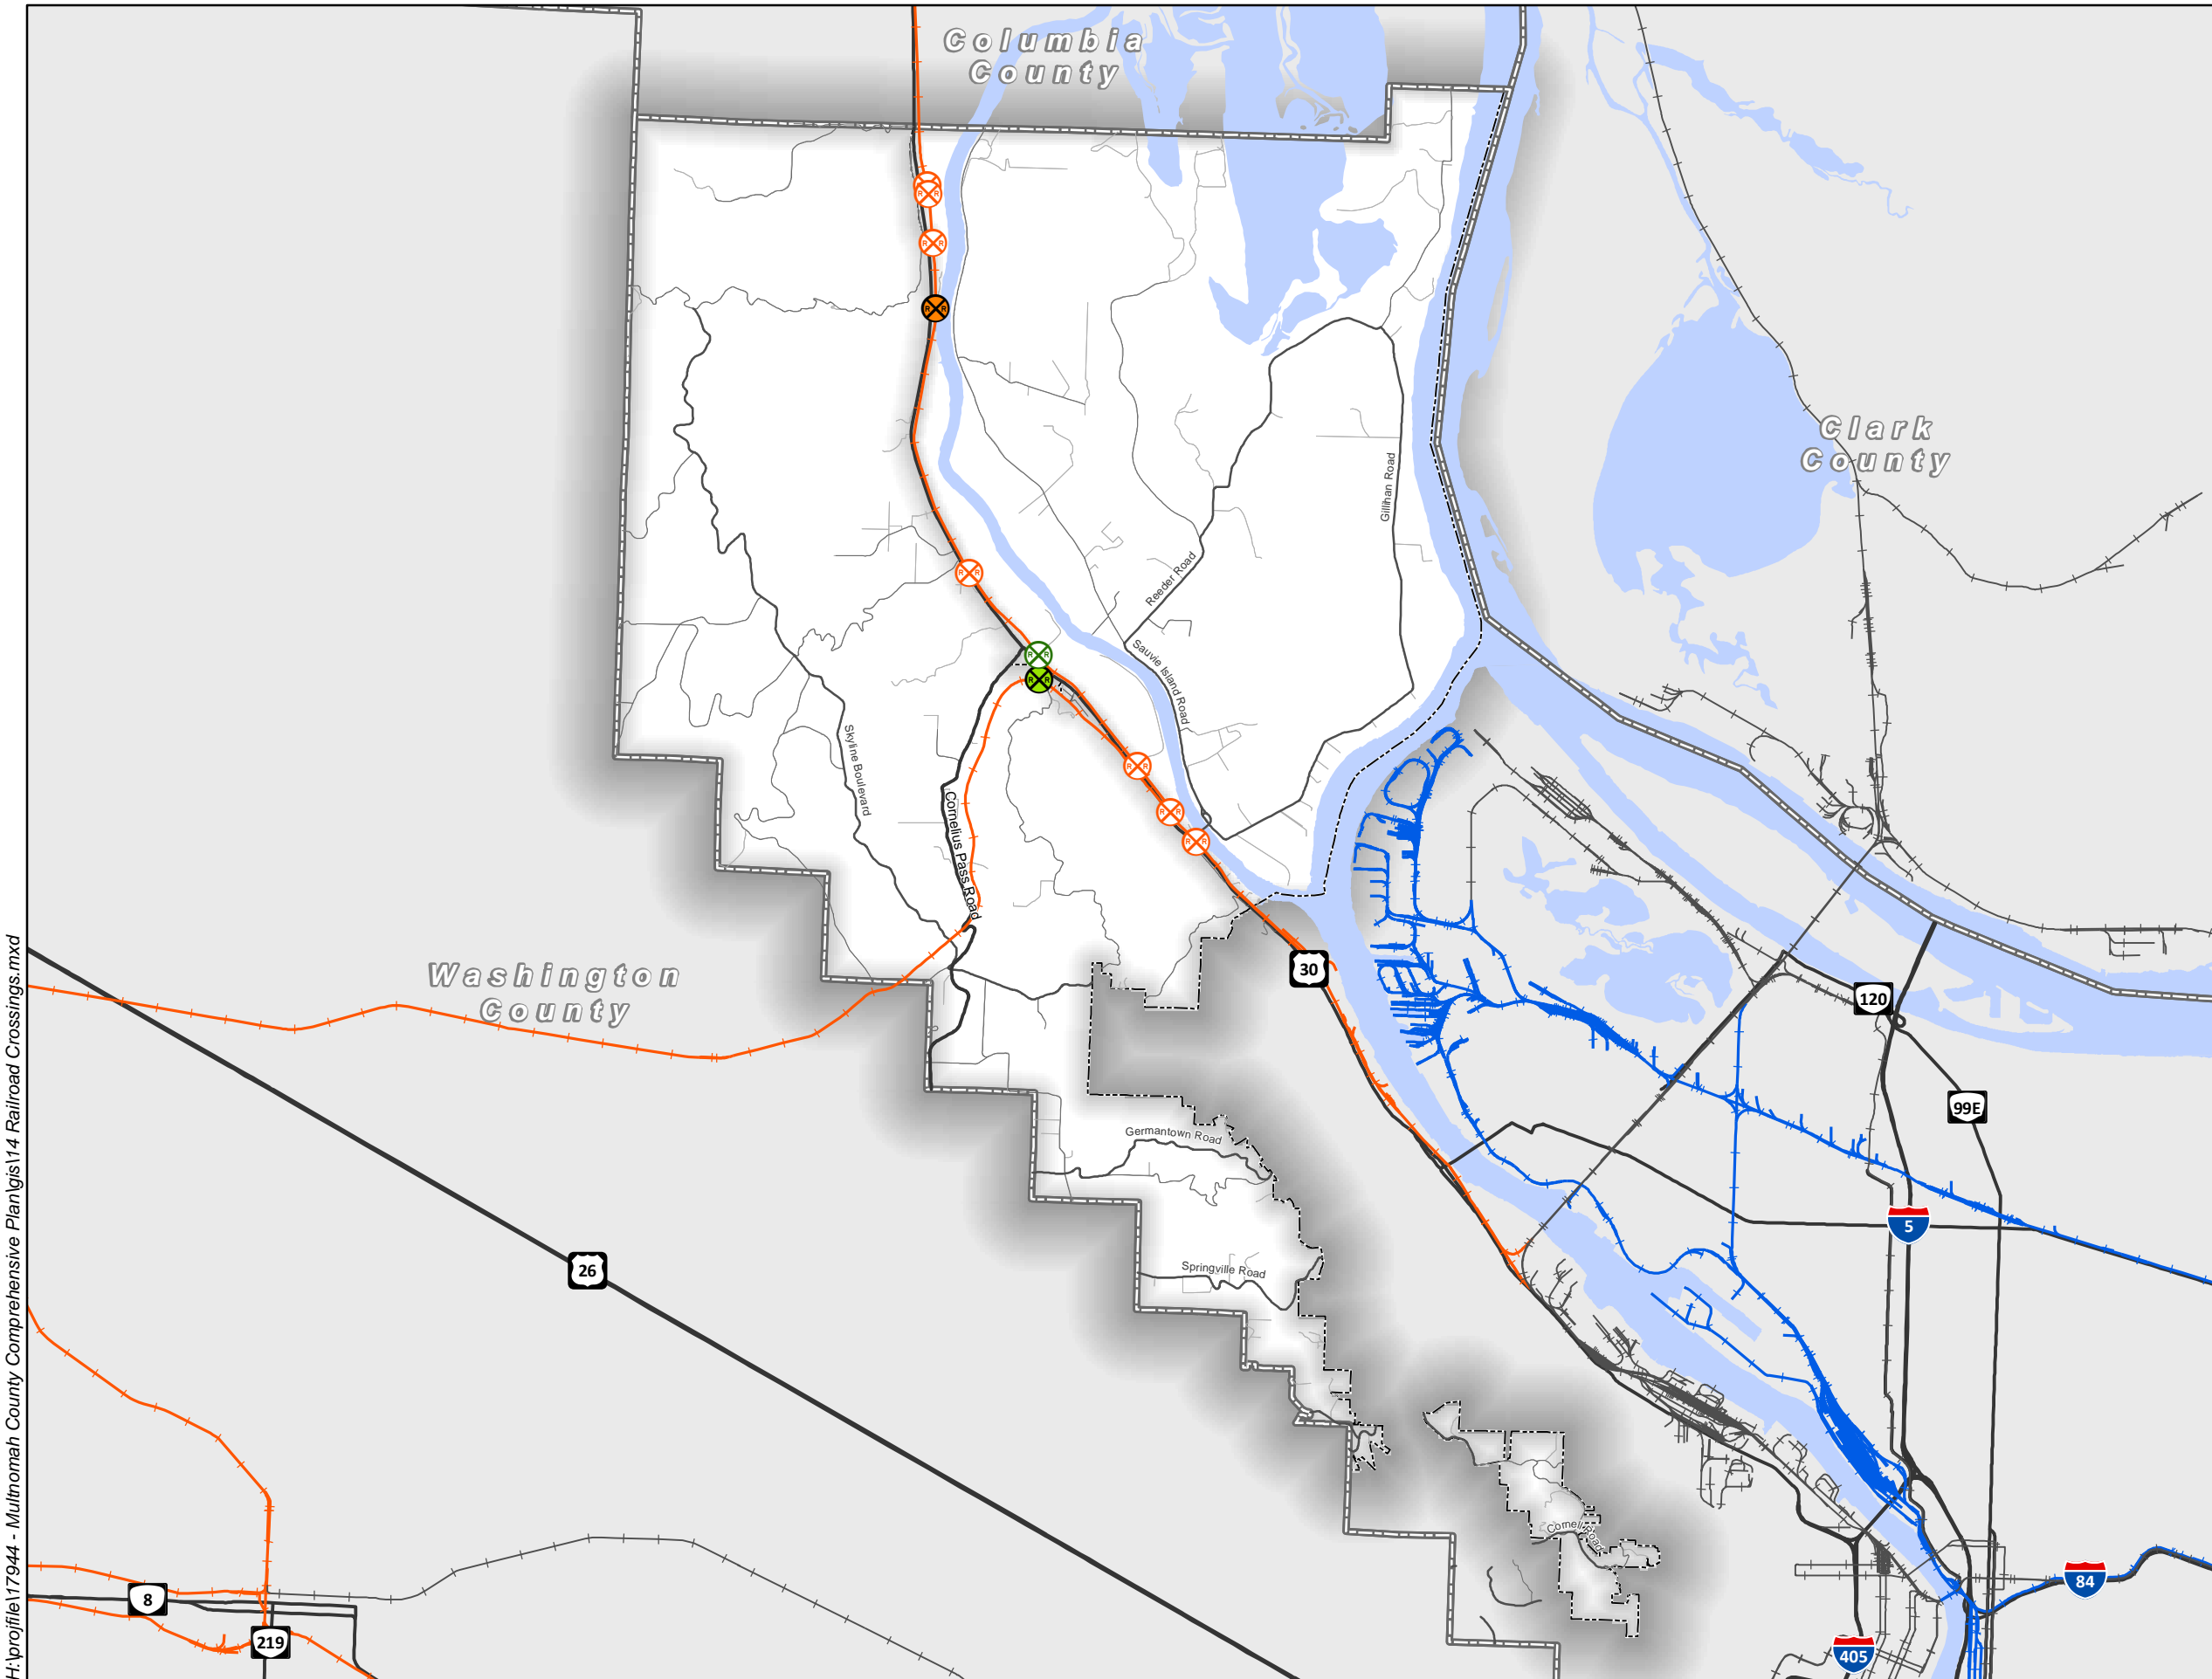 Columbia
County
Clark
County
Gillihan Road
Reeder Road
Sauvie Island Road
Skyline Boulevard
Cornelius Pass Road
Washington
County
30
120
99E
Germantown Road
5
26
Springville Road
Cornell Road
8
219
84
405
R R
R R
R R
R R
R R
R R
R R
R R
R R
H:\projfile\17944 - Multnomah County Comprehensive Plan\gis\14 Railroad Crossings.mxd